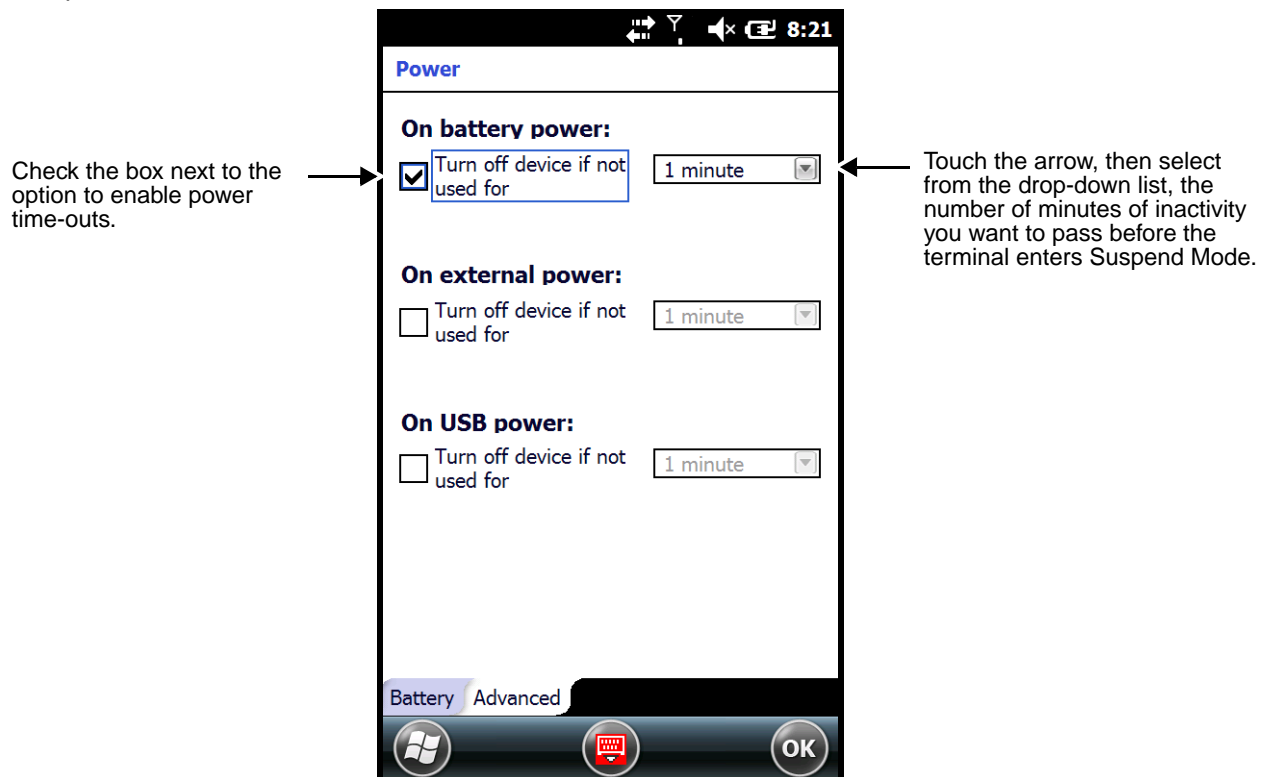 8:21
Power
On battery power:
Turn off device if not
used for
1 minute
On external power:
Turn off device if not
used for
1 minute
On USB power:
Turn off device if not
used for
1 minute
Battery Advanced
OK
Check the box next to the
option to enable power
time-outs.
Touch the arrow, then select
from the drop-down list, the
number of minutes of inactivity
you want to pass before the
terminal enters Suspend Mode.